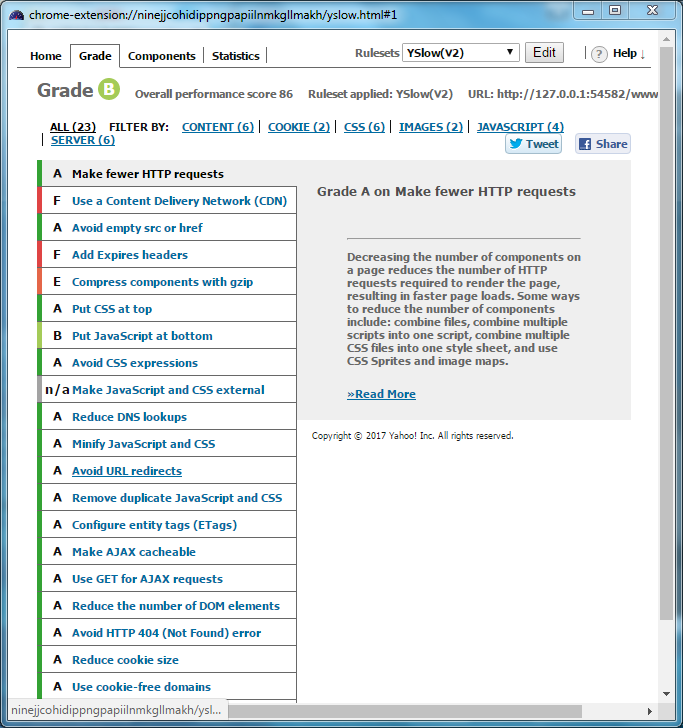 chrome-extension://ninejjcohidippngpapiilnmkgllmakh/yslow.html#1
Home Grade Components Statistics Rulesets YSlow(V2) Edit ? Help ↓
Grade B Overall performance score 86 Ruleset applied: YSlow(V2) URL: http://127.0.0.1:54582/www
ALL (23) FILTER BY: CONTENT (6) COOKIE (2) CSS (6) IMAGES (2) JAVASCRIPT (4)
SERVER (6)
Tweet Share
A Make fewer HTTP requests
F Use a Content Delivery Network (CDN)
A Avoid empty src or href
F Add Expires headers
E Compress components with gzip
A Put CSS at top
B Put JavaScript at bottom
A Avoid CSS expressions
n/a Make JavaScript and CSS external
A Reduce DNS lookups
A Minify JavaScript and CSS
A Avoid URL redirects
A Remove duplicate JavaScript and CSS
A Configure entity tags (ETags)
A Make AJAX cacheable
A Use GET for AJAX requests
A Reduce the number of DOM elements
A Avoid HTTP 404 (Not Found) error
A Reduce cookie size
A Use cookie-free domains
Grade A on Make fewer HTTP requests
Decreasing the number of components on
a page reduces the number of HTTP
requests required to render the page,
resulting in faster page loads. Some ways
to reduce the number of components
include: combine files, combine multiple
scripts into one script, combine multiple
CSS files into one style sheet, and use
CSS Sprites and image maps.
»Read More
Copyright © 2017 Yahoo! Inc. All rights reserved.
ninejjcohidippngpapiilnmkgllmakh/ysl...